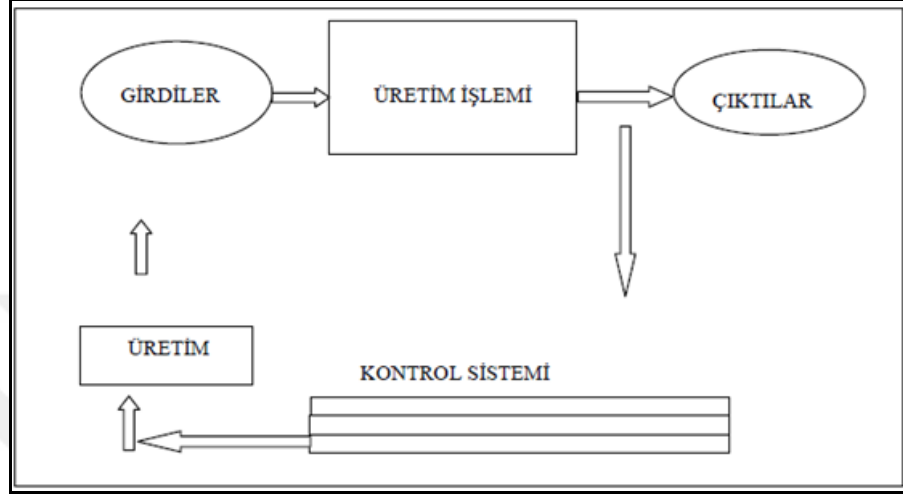 GİRDİLER
ÜRETİM İŞLEMİ
ÇIKTILAR
ÜRETİM
KONTROL SİSTEMİ